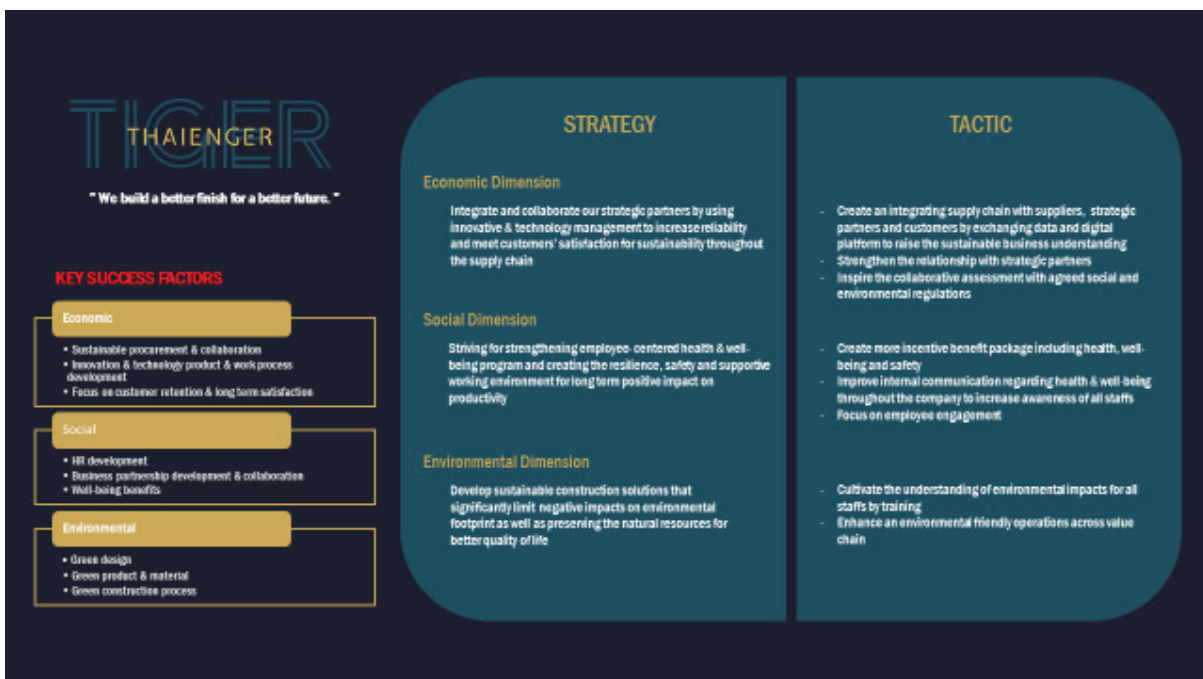 TIGER
THAIENGER
" We build a better finish for a better future. "
KEY SUCCESS FACTORS
Economic
• Sustainable procurement & collaboration
• Innovation & technology product & work process
development
• Focus on customer retention & long term satisfaction
Social
• HR development
• Business partnership development & collaboration
• Well-being benefits
Environmental
• Green design
• Green product & material
• Green construction process
STRATEGY
Economic Dimension
Integrate and collaborate our strategic partners by using
innovative & technology management to increase reliability
and meet customers' satisfaction for sustainability throughout
the supply chain
Social Dimension
Striving for strengthening employee- centered health & well-
being program and creating the resilience, safety and supportive
working environment for long term positive impact on
productivity
Environmental Dimension
Develop sustainable construction solutions that
significantly limit negative impacts on environmental
footprint as well as preserving the natural resources for
better quality of life
TACTIC
- Create an integrating supply chain with suppliers, strategic
partners and customers by exchanging data and digital
platform to raise the sustainable business understanding
- Strengthen the relationship with strategic partners
- Inspire the collaborative assessment with agreed social and
environmental regulations
- Create more incentive benefit package including health, well-
being and safety
- Improve internal communication regarding health & well-being
throughout the company to increase awareness of all staffs
- Focus on employee engagement
- Cultivate the understanding of environmental impacts for all
staffs by training
- Enhance an environmental friendly operations across value
chain